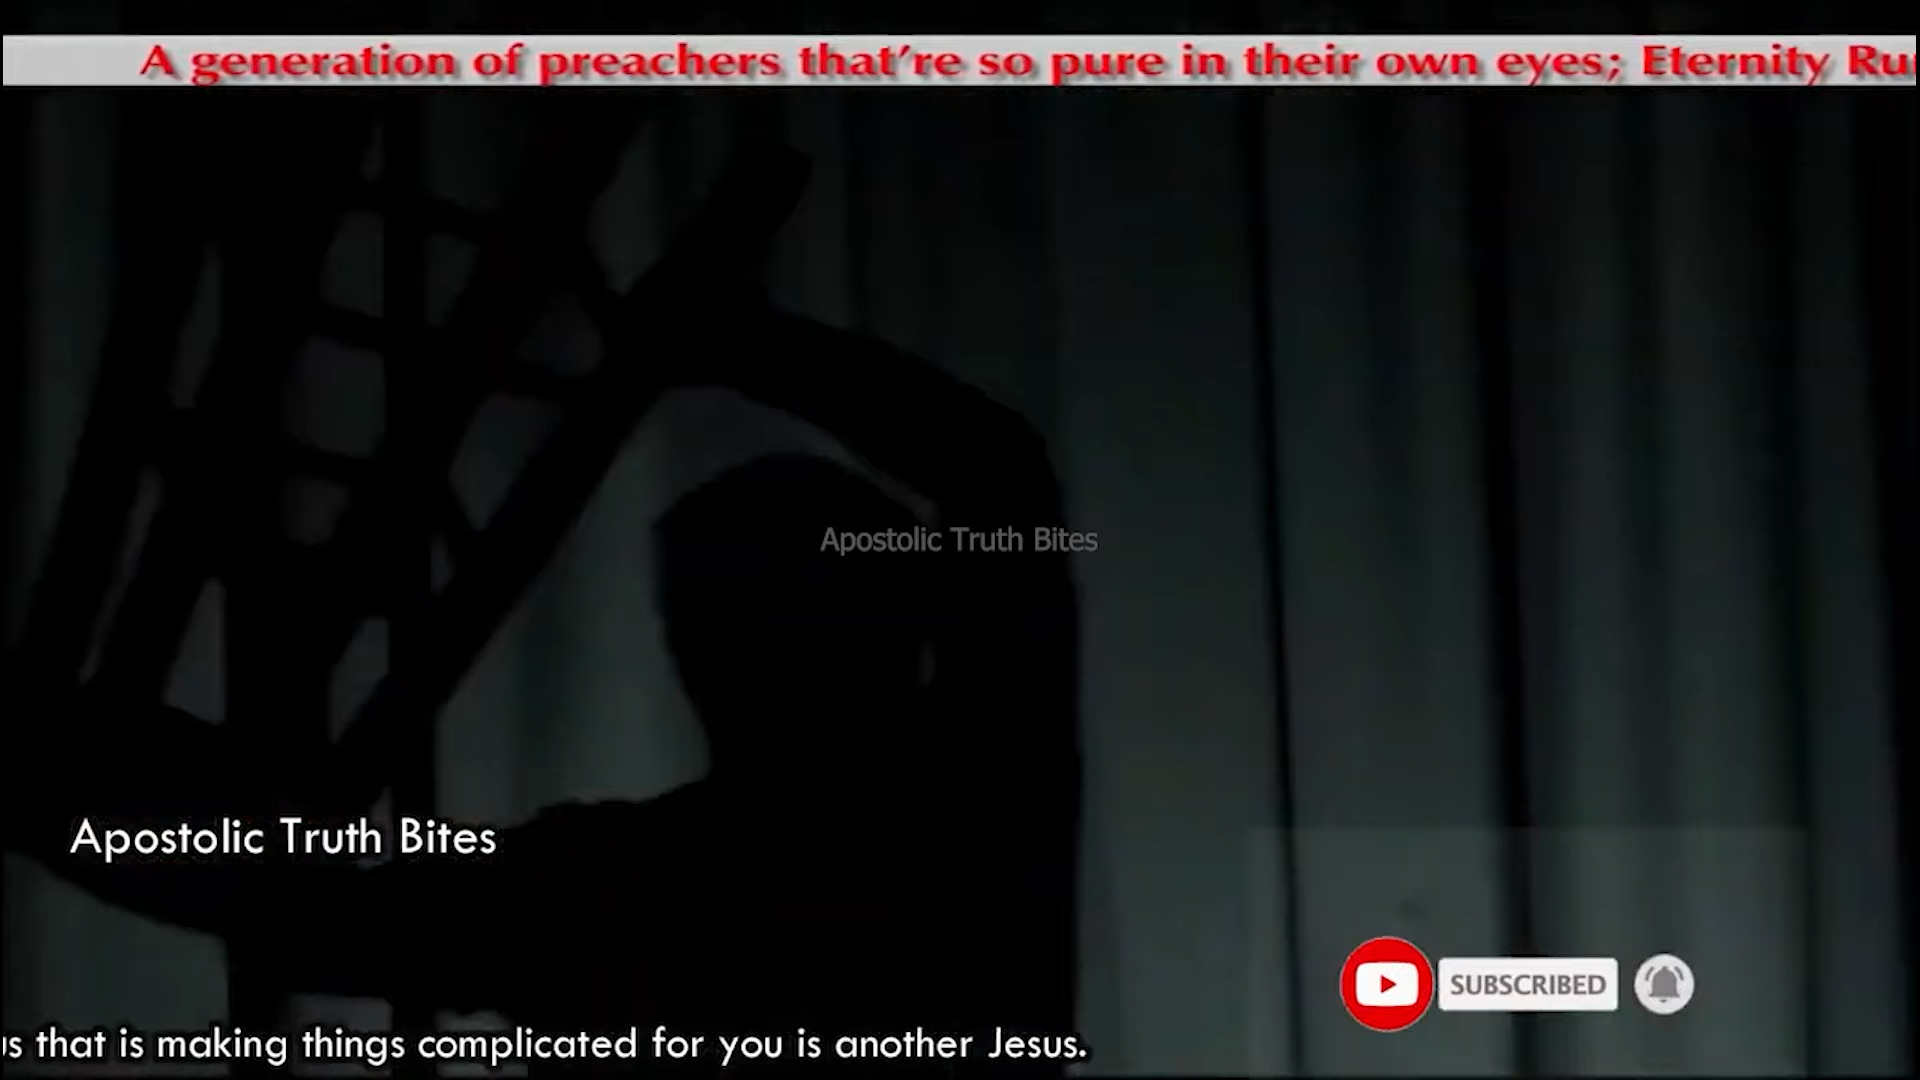 A generation of preachers that're so pure in their own eyes; Eternity
Apostolic Truth Bites
Apostolic Truth Bites
SUBSCRIBED
that is making things complicated for you is another Jesus.